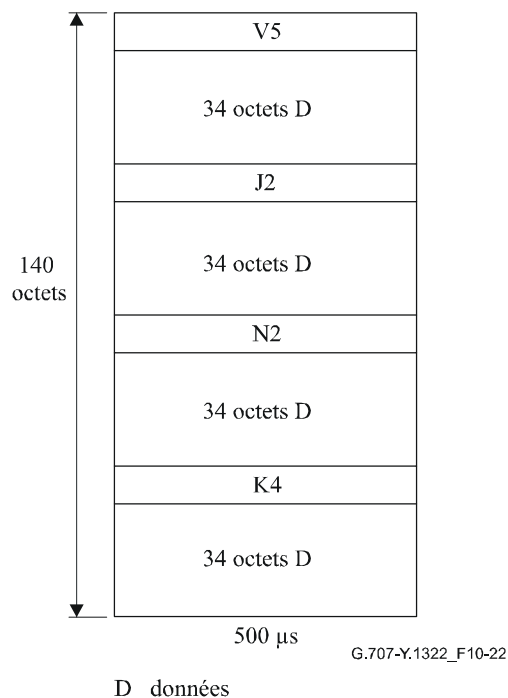 V5
34 octets D
J2
34 octets D
140
octets
N2
34 octets D
K4
34 octets D
500 µs
G.707-Y.1322_F10-22
D données